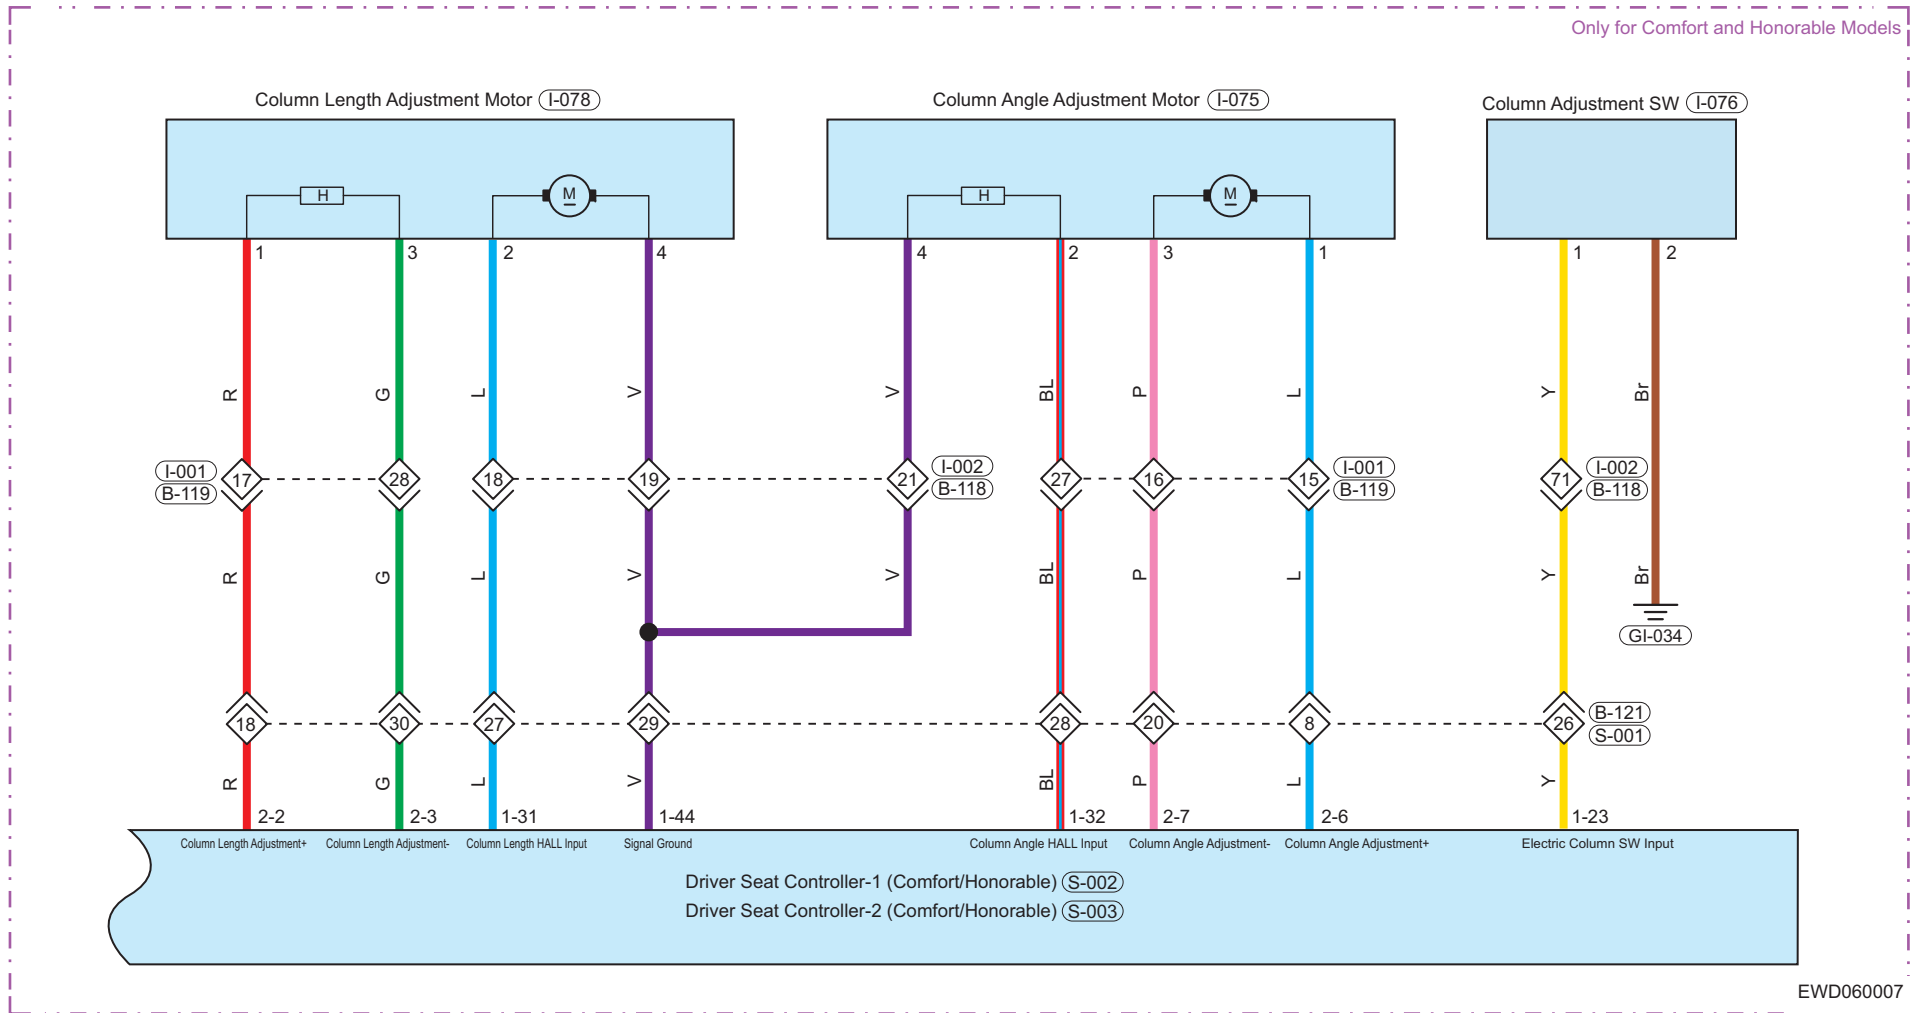 Only for Comfort and Honorable Models
Column Length Adjustment Motor I-078
Column Angle Adjustment Motor I-075
Column Adjustment SW I-076
H M H M
1 3 2 4 4 2 3 1 1 2
R G L V V BL P L Y Br
I-001 I-002 I-001 I-002
17 28 18 19 21 27 16 15 71
B-119 B-118 B-119 B-118
R G L V V BL P L Y Br
GI-034
18 30 27 29 28 20 8 26 B-121
S-001
R G L V BL P L Y
2-2 2-3 1-31 1-44 1-32 2-7 2-6 1-23
Column Length Adjustment+ Column Length Adjustment- Column Length HALL Input Signal Ground Column Angle HALL Input Column Angle Adjustment- Column Angle Adjustment+ Electric Column SW Input
Driver Seat Controller-1 (Comfort/Honorable) S-002
Driver Seat Controller-2 (Comfort/Honorable) S-003
EWD060007